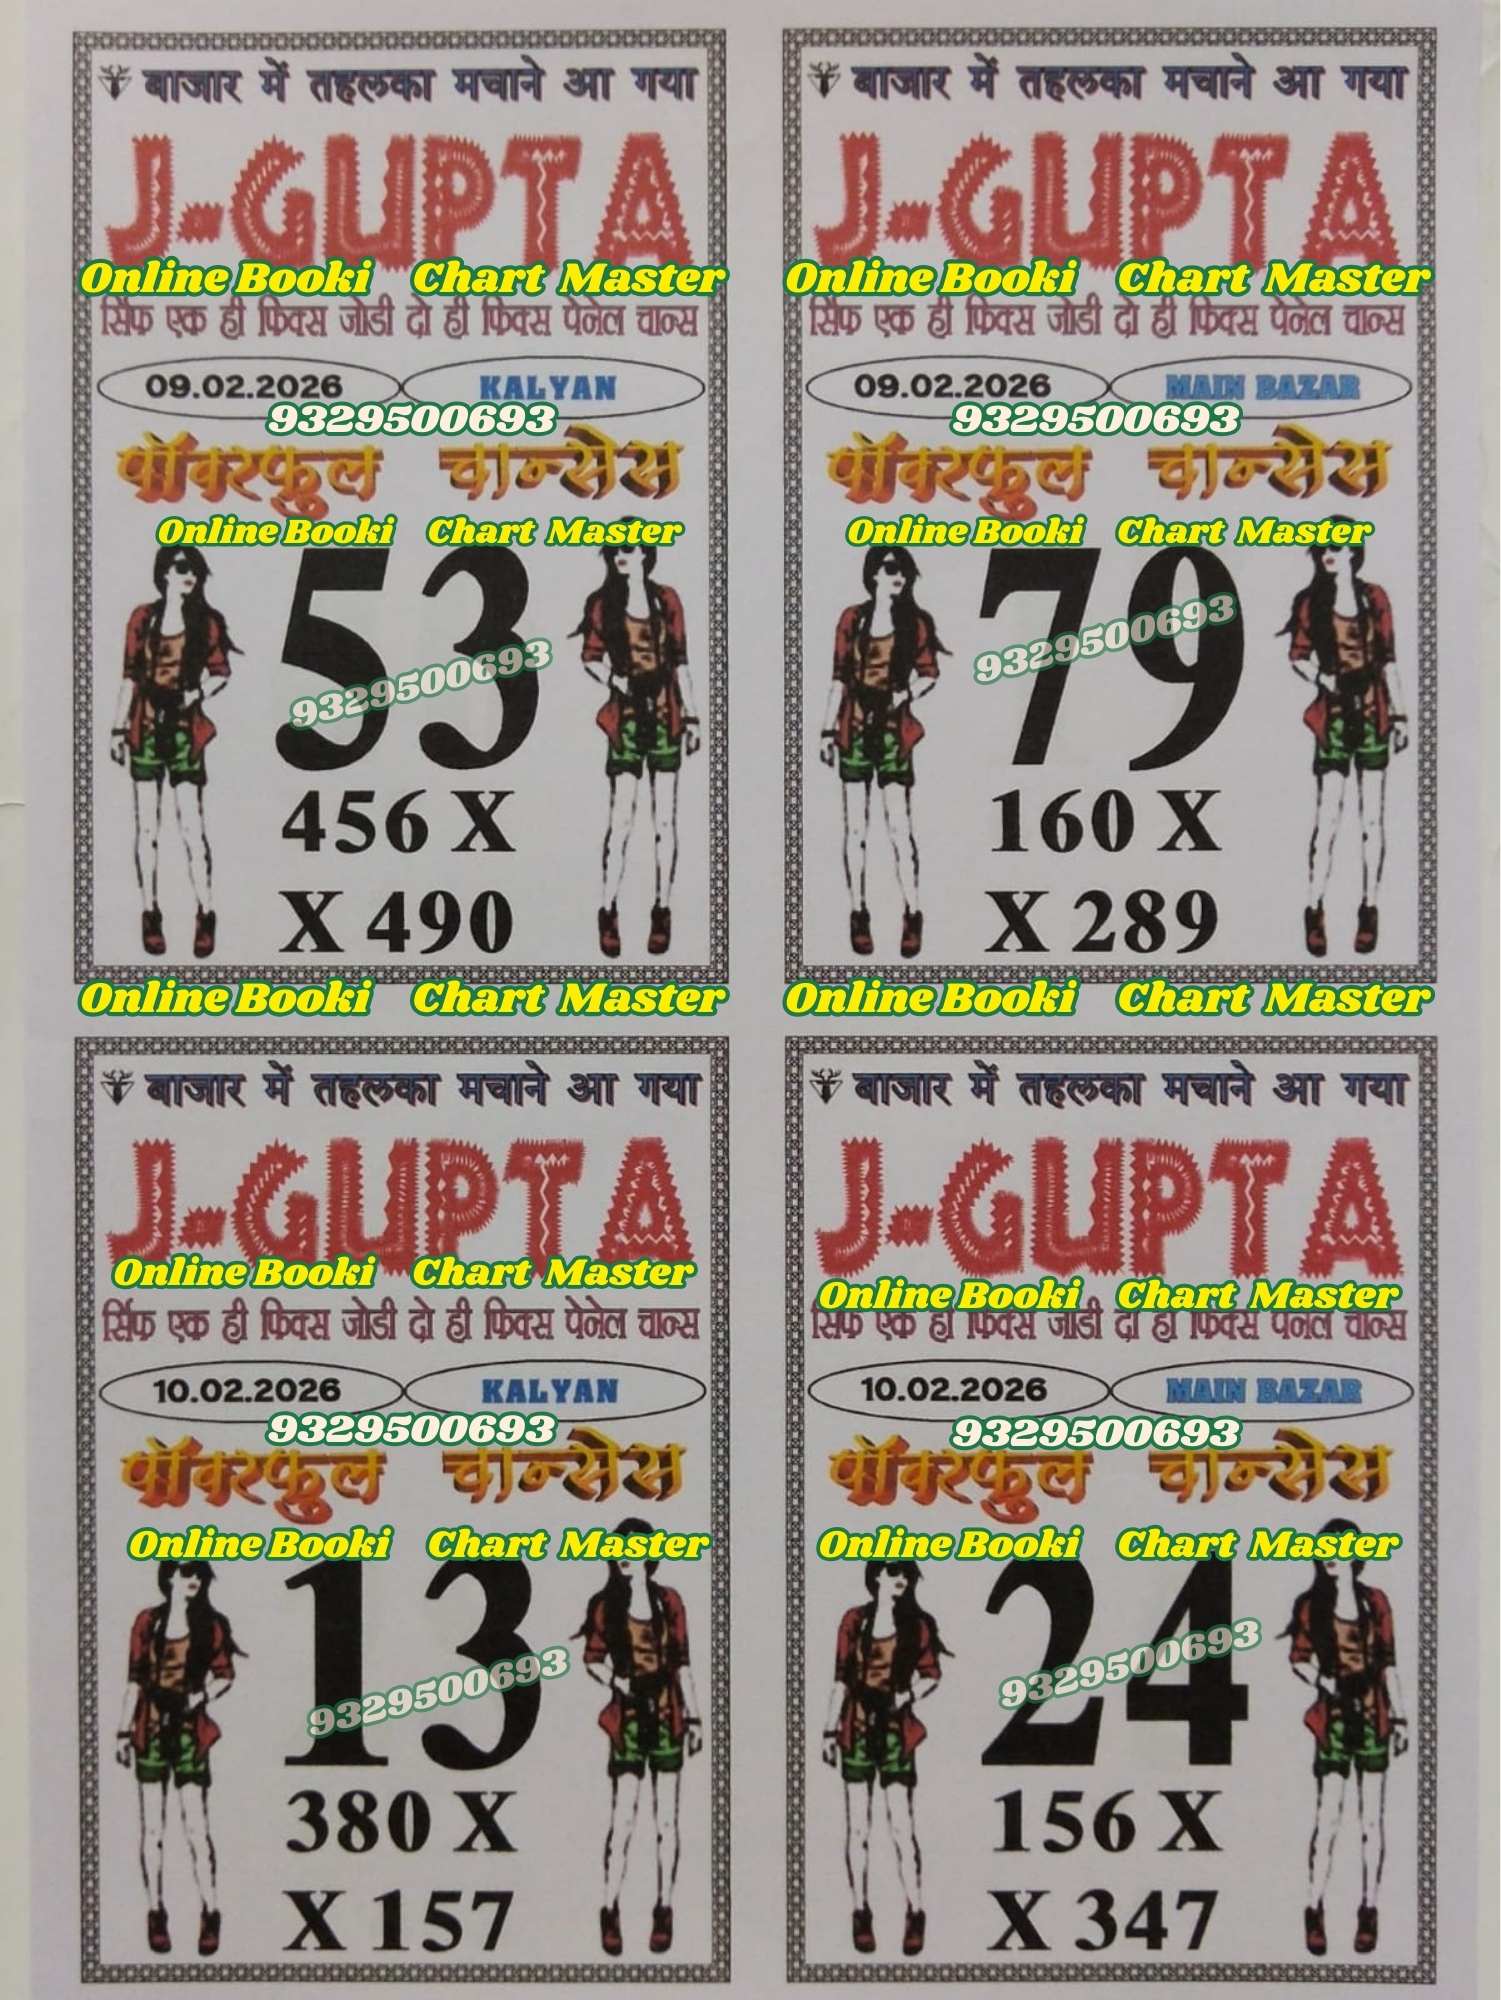 बाजार में तहलका मचाने आ गया
J-GUPTA
Online Booki Chart Master
सिर्फ एक ही फिक्स जोडी दो ही फिक्स पेनेल चान्स
09.02.2026 KALYAN
9329500693
पॉवरफुल चान्सेस
Online Booki Chart Master
53
9329500693
456 X
X 490
Online Booki Chart Master
बाजार में तहलका मचाने आ गया
J-GUPTA
Online Booki Chart Master
सिर्फ एक ही फिक्स जोडी दो ही फिक्स पेनेल चान्स
09.02.2026 MAIN BAZAR
9329500693
पॉवरफुल चान्सेस
Online Booki Chart Master
79
9329500693
160 X
X 289
Online Booki Chart Master
बाजार में तहलका मचाने आ गया
J-GUPTA
Online Booki Chart Master
सिर्फ एक ही फिक्स जोडी दो ही फिक्स पेनेल चान्स
10.02.2026 KALYAN
9329500693
पॉवरफुल चान्सेस
Online Booki Chart Master
13
9329500693
380 X
X 157
बाजार में तहलका मचाने आ गया
J-GUPTA
Online Booki Chart Master
सिर्फ एक ही फिक्स जोडी दो ही फिक्स पेनेल चान्स
10.02.2026 MAIN BAZAR
9329500693
पॉवरफुल चान्सेस
Online Booki Chart Master
24
9329500693
156 X
X 347